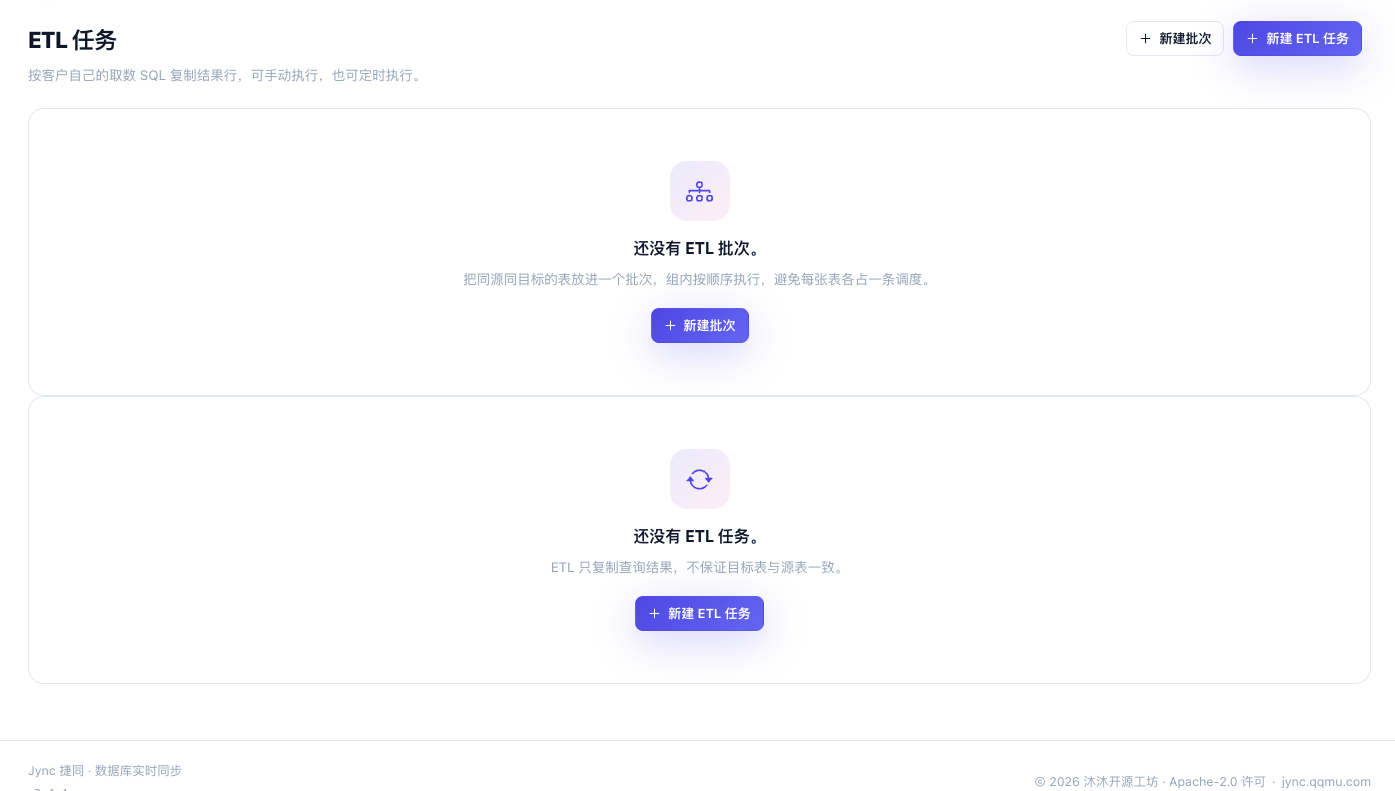 ETL 任务
新建批次
新建 ETL 任务
按客户自己的取数 SQL 复制结果行，可手动执行，也可定时执行。
还没有 ETL 批次。
把同源同目标的表放进一个批次，组内按顺序执行，避免每张表各占一条调度。
新建批次
还没有 ETL 任务。
ETL 只复制查询结果，不保证目标表与源表一致。
新建 ETL 任务
Jync 捷同 · 数据库实时同步
© 2026 沐沐开源工坊 · Apache-2.0 许可 · jync.qqmu.com